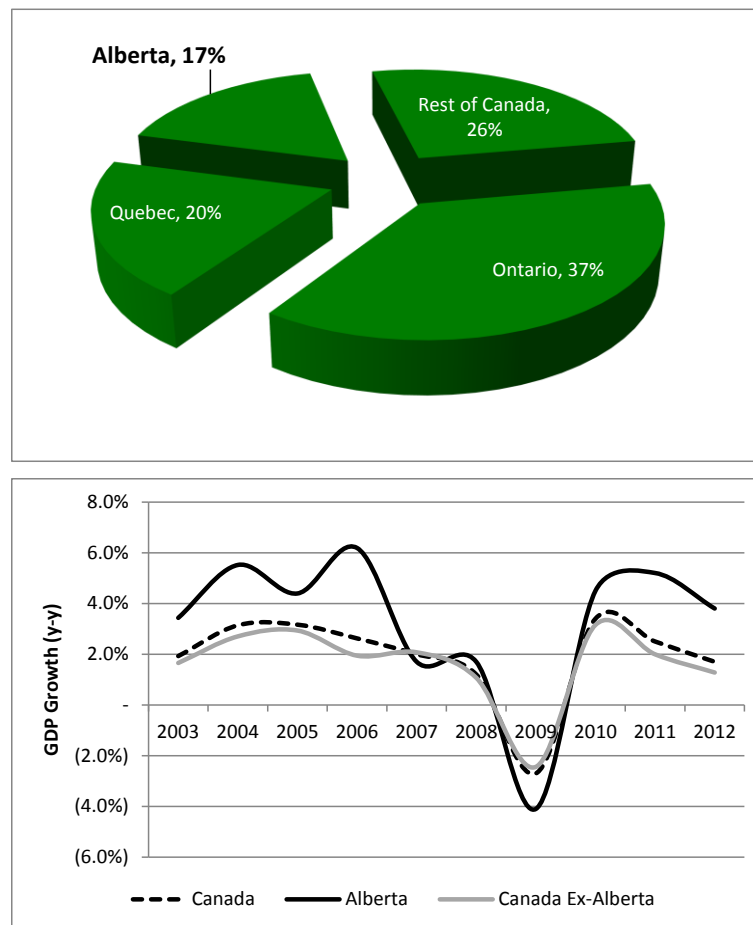 Alberta, 17%
Rest of Canada,
26%
Quebec, 20%
Ontario, 37%
GDP Growth (y-y)
8.0%
6.0%
4.0%
2.0%
-
2003 2004 2005 2006 2007 2008 2009 2010 2011 2012
(2.0%)
(4.0%)
(6.0%)
Canada Alberta Canada Ex-Alberta